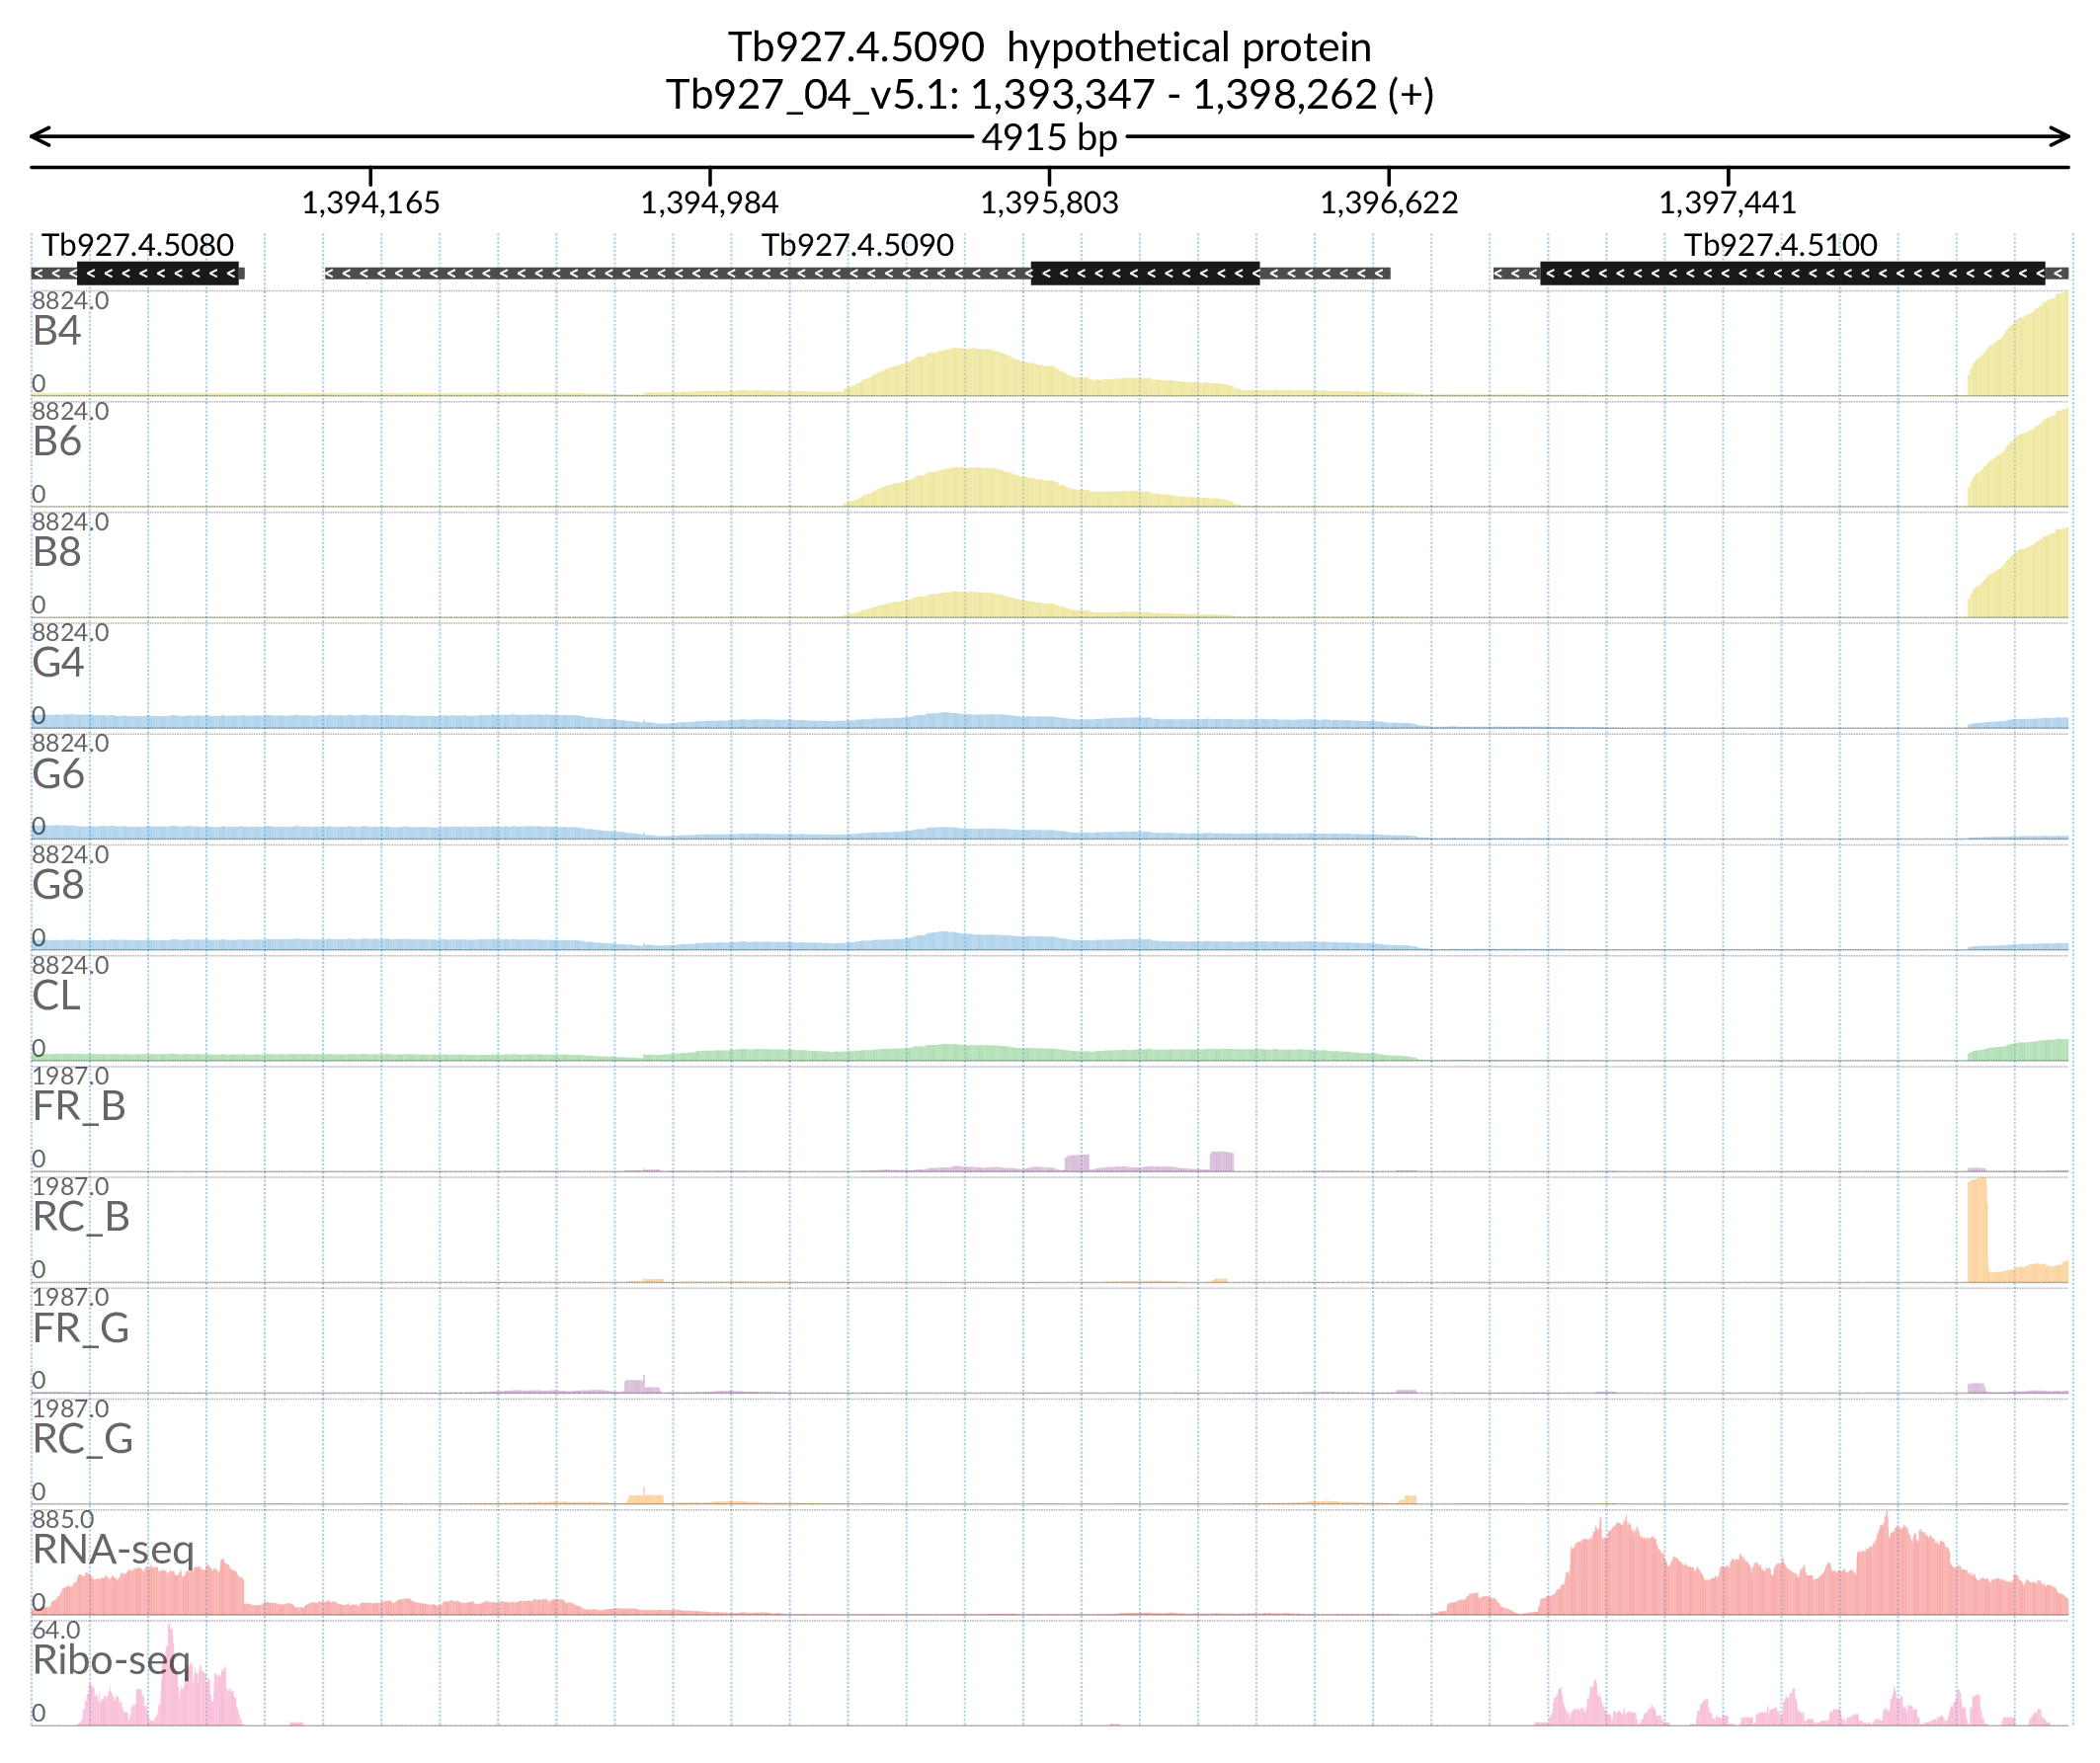 Tb927.4.5090 hypothetical protein
Tb927_04_v5.1: 1,393,347 - 1,398,262 (+)
4915 bp
1,394,165 1,394,984 1,395,803 1,396,622 1,397,441
Tb927.4.5080 Tb927.4.5090 Tb927.4.5100
8824.0
B4
0
8824.0
B6
0
8824.0
B8
0
8824.0
G4
0
8824.0
G6
0
8824.0
G8
0
8824.0
CL
0
1987.0
FR_B
0
1987.0
RC_B
0
1987.0
FR_G
0
1987.0
RC_G
0
885.0
RNA-seq
0
64.0
Ribo-seq
0